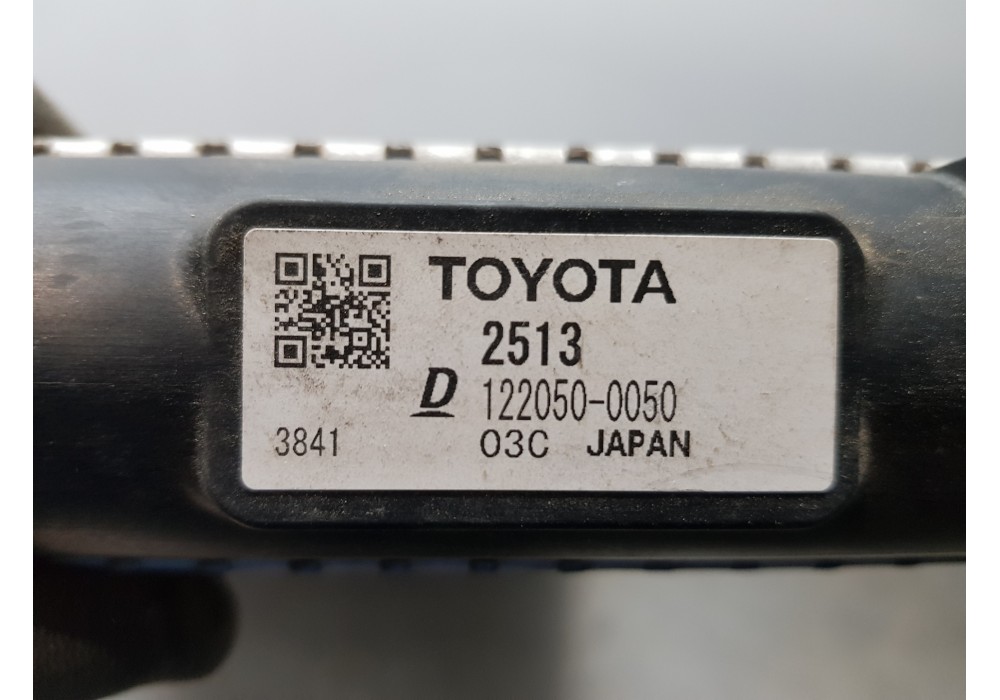 TOYOTA
2513
D 122050-0050
3841 03C JAPAN